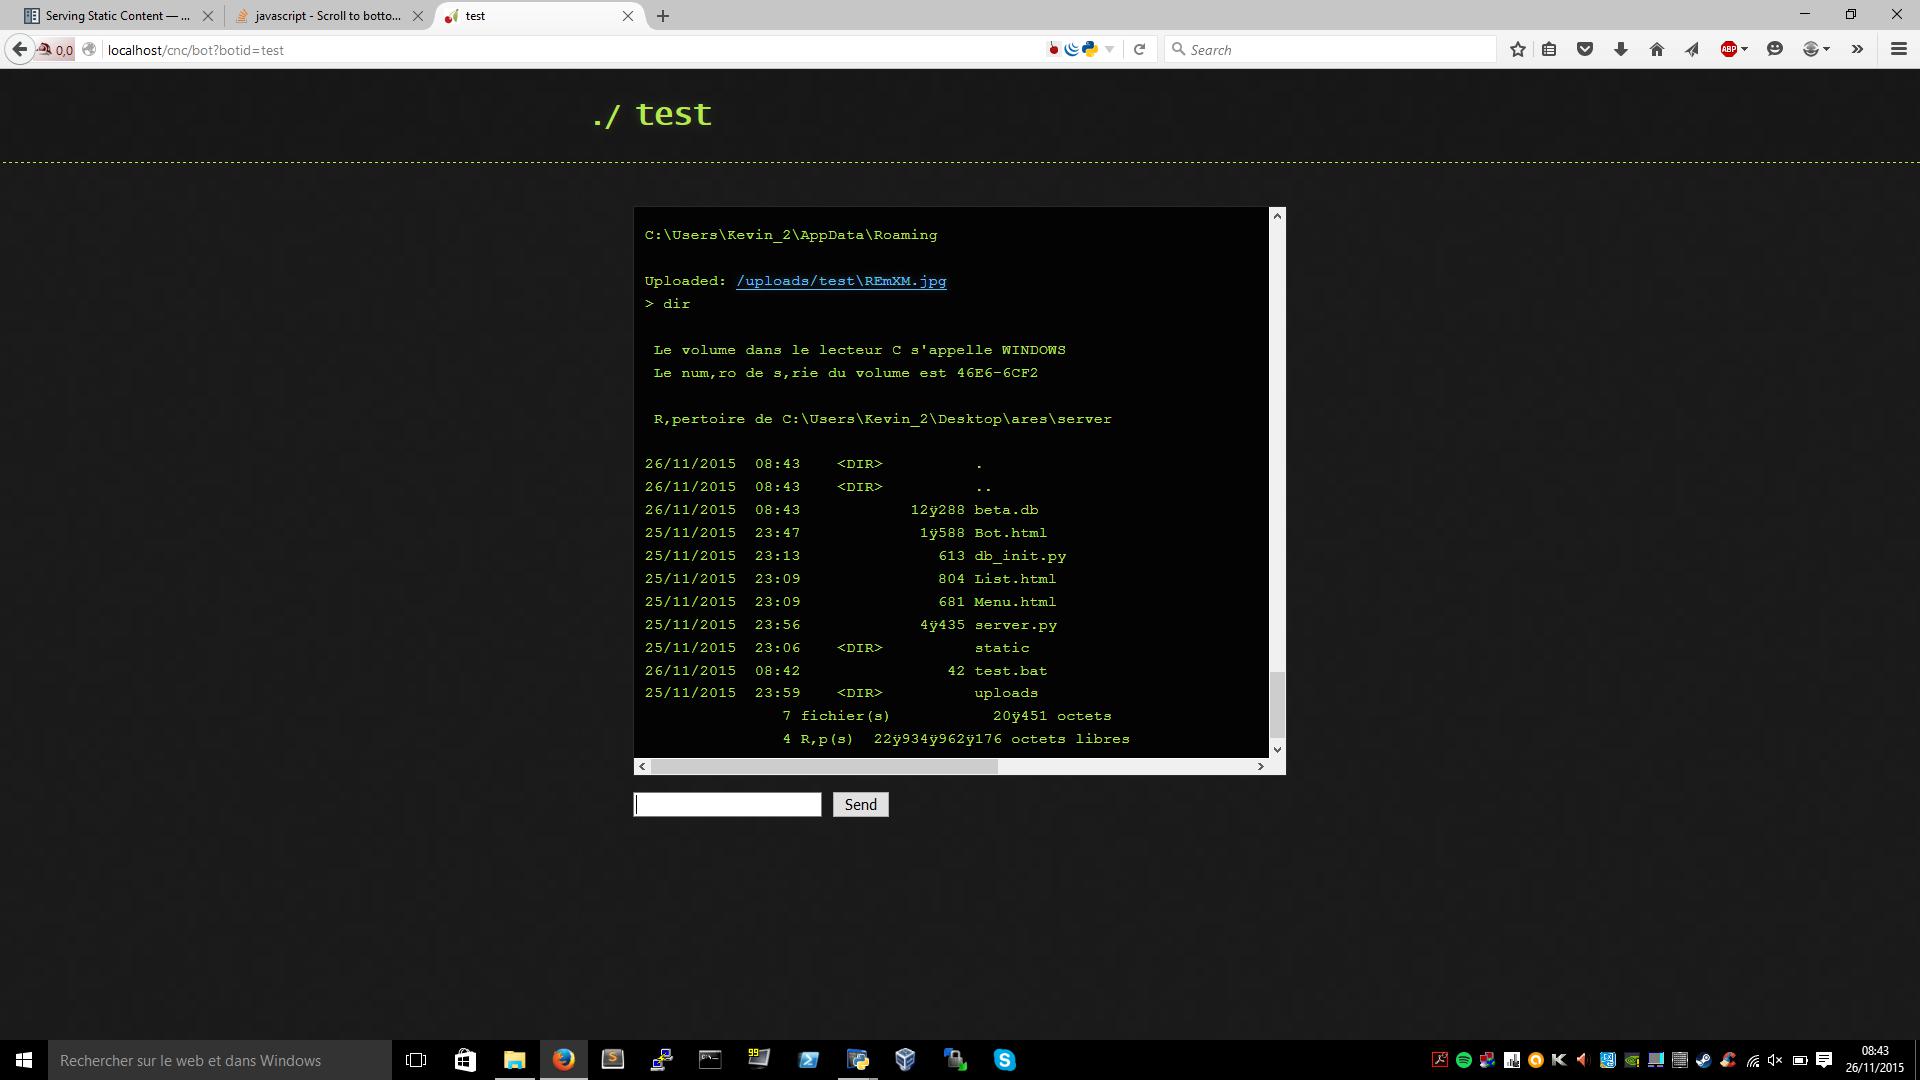 Serving Static Content — ...
javascript - Scroll to botto...
test
0,0
localhost/cnc/bot?botid=test
Search
ABP
./ test
C:\Users\Kevin_2\AppData\Roaming
Uploaded: /uploads/test\REmXM.jpg
> dir
Le volume dans le lecteur C s'appelle WINDOWS
Le num,ro de s,rie du volume est 46E6-6CF2
R,pertoire de C:\Users\Kevin_2\Desktop\ares\server
26/11/2015 08:43 <DIR> .
26/11/2015 08:43 <DIR> ..
26/11/2015 08:43 12ÿ288 beta.db
25/11/2015 23:47 1ÿ588 Bot.html
25/11/2015 23:13 613 db_init.py
25/11/2015 23:09 804 List.html
25/11/2015 23:09 681 Menu.html
25/11/2015 23:56 4ÿ435 server.py
25/11/2015 23:06 <DIR> static
26/11/2015 08:42 42 test.bat
25/11/2015 23:59 <DIR> uploads
7 fichier(s) 20ÿ451 octets
4 R,p(s) 22ÿ934ÿ962ÿ176 octets libres
Send
Rechercher sur le web et dans Windows
99
08:43
26/11/2015